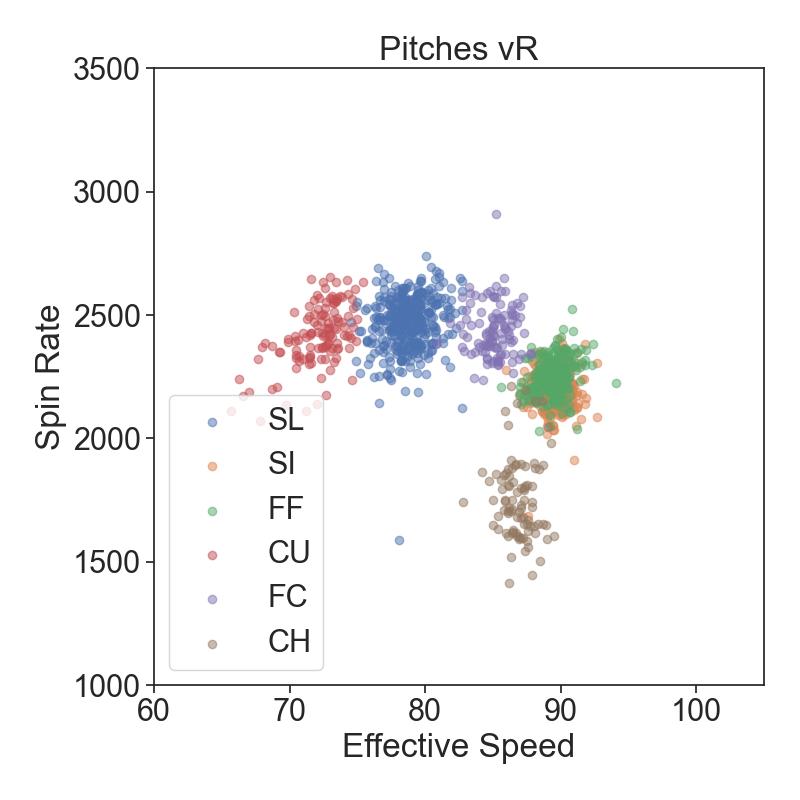 Pitches vR
3500
3000
2500
2000
1500
1000
Spin Rate
SL
SI
FF
CU
FC
CH
60 70 80 90 100
Effective Speed